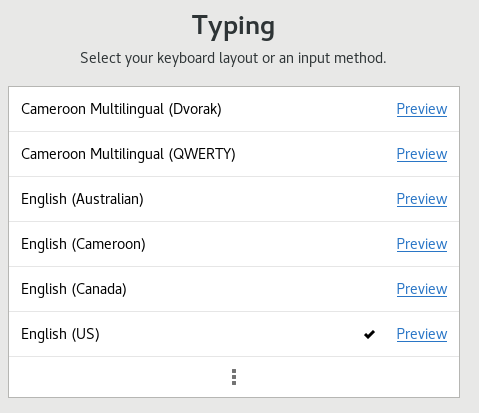 Typing
Select your keyboard layout or an input method.
Cameroon Multilingual (Dvorak) Preview
Cameroon Multilingual (QWERTY) Preview
English (Australian) Preview
English (Cameroon) Preview
English (Canada) Preview
English (US) Preview